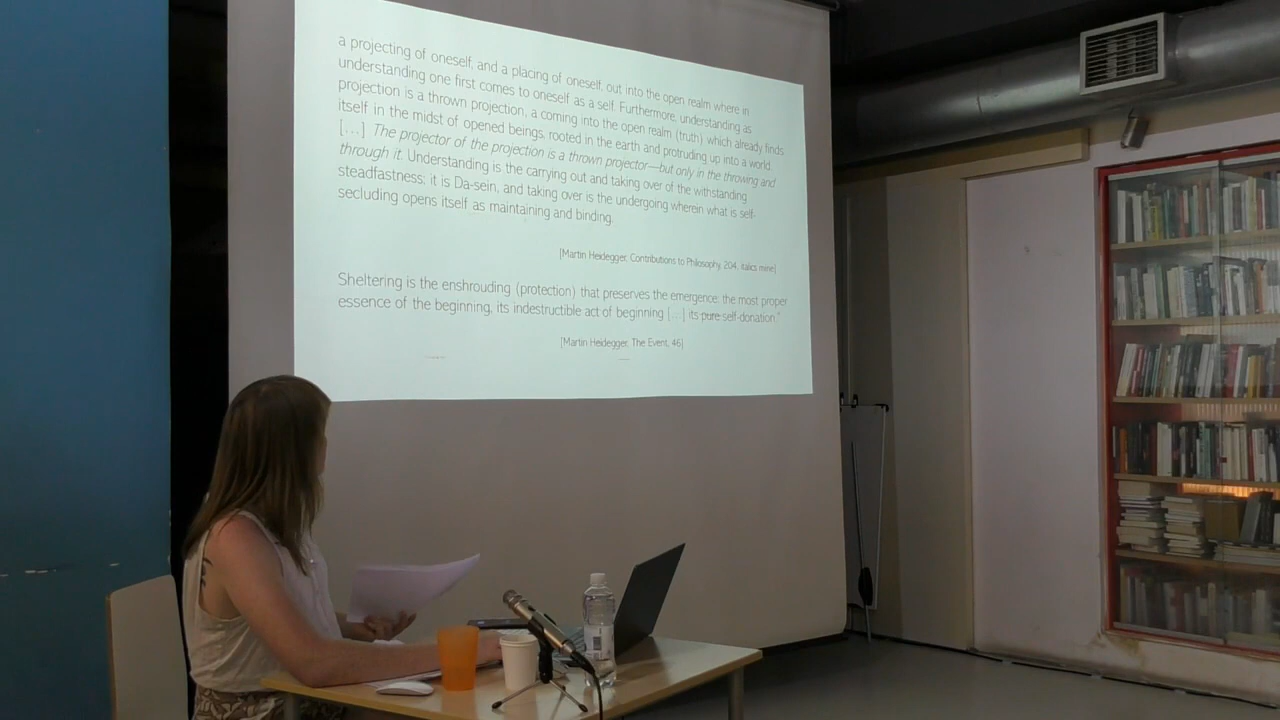 a projecting of oneself, and a placing of oneself, out into the open realm where in
understanding one first comes to oneself as a self. Furthermore, understanding as
projection is a thrown projection, a coming into the open realm (truth) which already finds
itself in the midst of opened beings, rooted in the earth and protruding up into a world.
[…] The projector of the projection is a thrown projector—but only in the throwing and
through it. Understanding is the carrying out and taking over of the withstanding
steadfastness; it is Da-sein, and taking over is the undergoing wherein what is self-
secluding opens itself as maintaining and binding.
[Martin Heidegger, Contributions to Philosophy, 204, italics mine]
Sheltering is the enshrouding (protection) that preserves the emergence: the most proper
essence of the beginning, its indestructible act of beginning […] its pure self-donation."
[Martin Heidegger, The Event, 46]